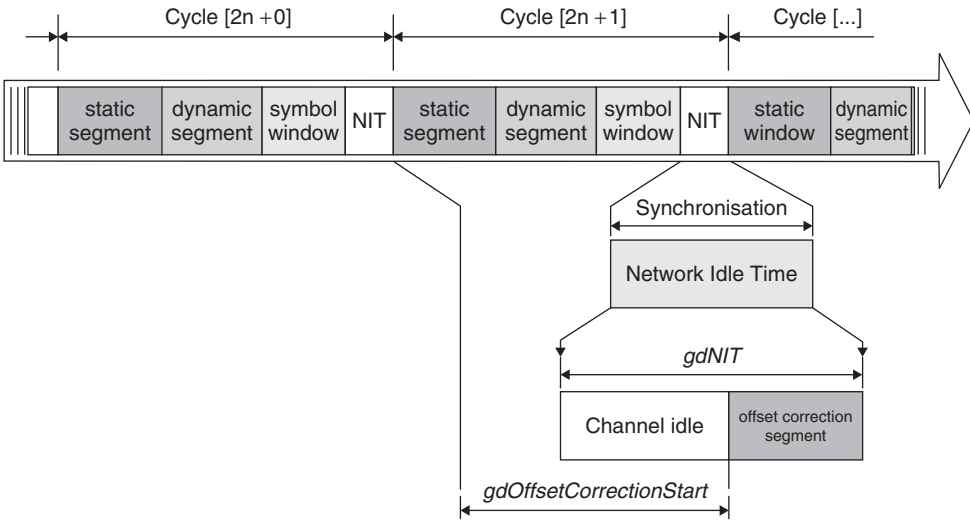 Cycle [2n +0] Cycle [2n +1] Cycle [...]
static segment
dynamic segment
symbol window
NIT
static segment
dynamic segment
symbol window
NIT
static window
dynamic segment
Synchronisation
Network Idle Time
gdNIT
Channel idle
offset correction segment
gdOffsetCorrectionStart